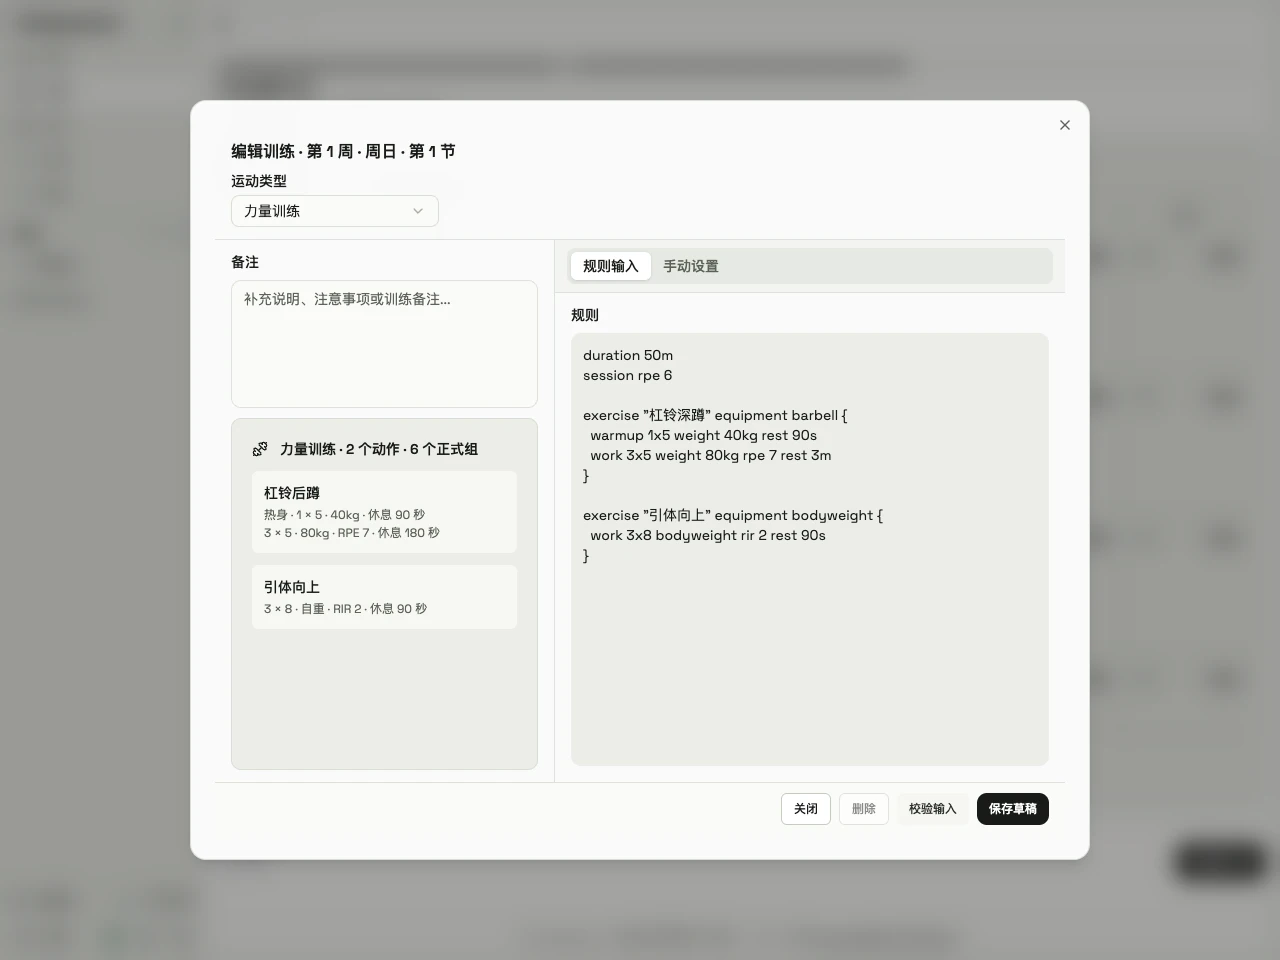 编辑训练 · 第 1 周 · 周日 · 第 1 节
运动类型
力量训练
备注
补充说明、注意事项或训练备注...
力量训练 · 2 个动作 · 6 个正式组
杠铃后蹲
热身 · 1 × 5 · 40kg · 休息 90 秒
3 × 5 · 80kg · RPE 7 · 休息 180 秒
引体向上
3 × 8 · 自重 · RIR 2 · 休息 90 秒
规则输入 手动设置
规则
duration 50m
session rpe 6
exercise "杠铃深蹲" equipment barbell {
warmup 1x5 weight 40kg rest 90s
work 3x5 weight 80kg rpe 7 rest 3m
}
exercise "引体向上" equipment bodyweight {
work 3x8 bodyweight rir 2 rest 90s
}
关闭 删除 校验输入 保存草稿